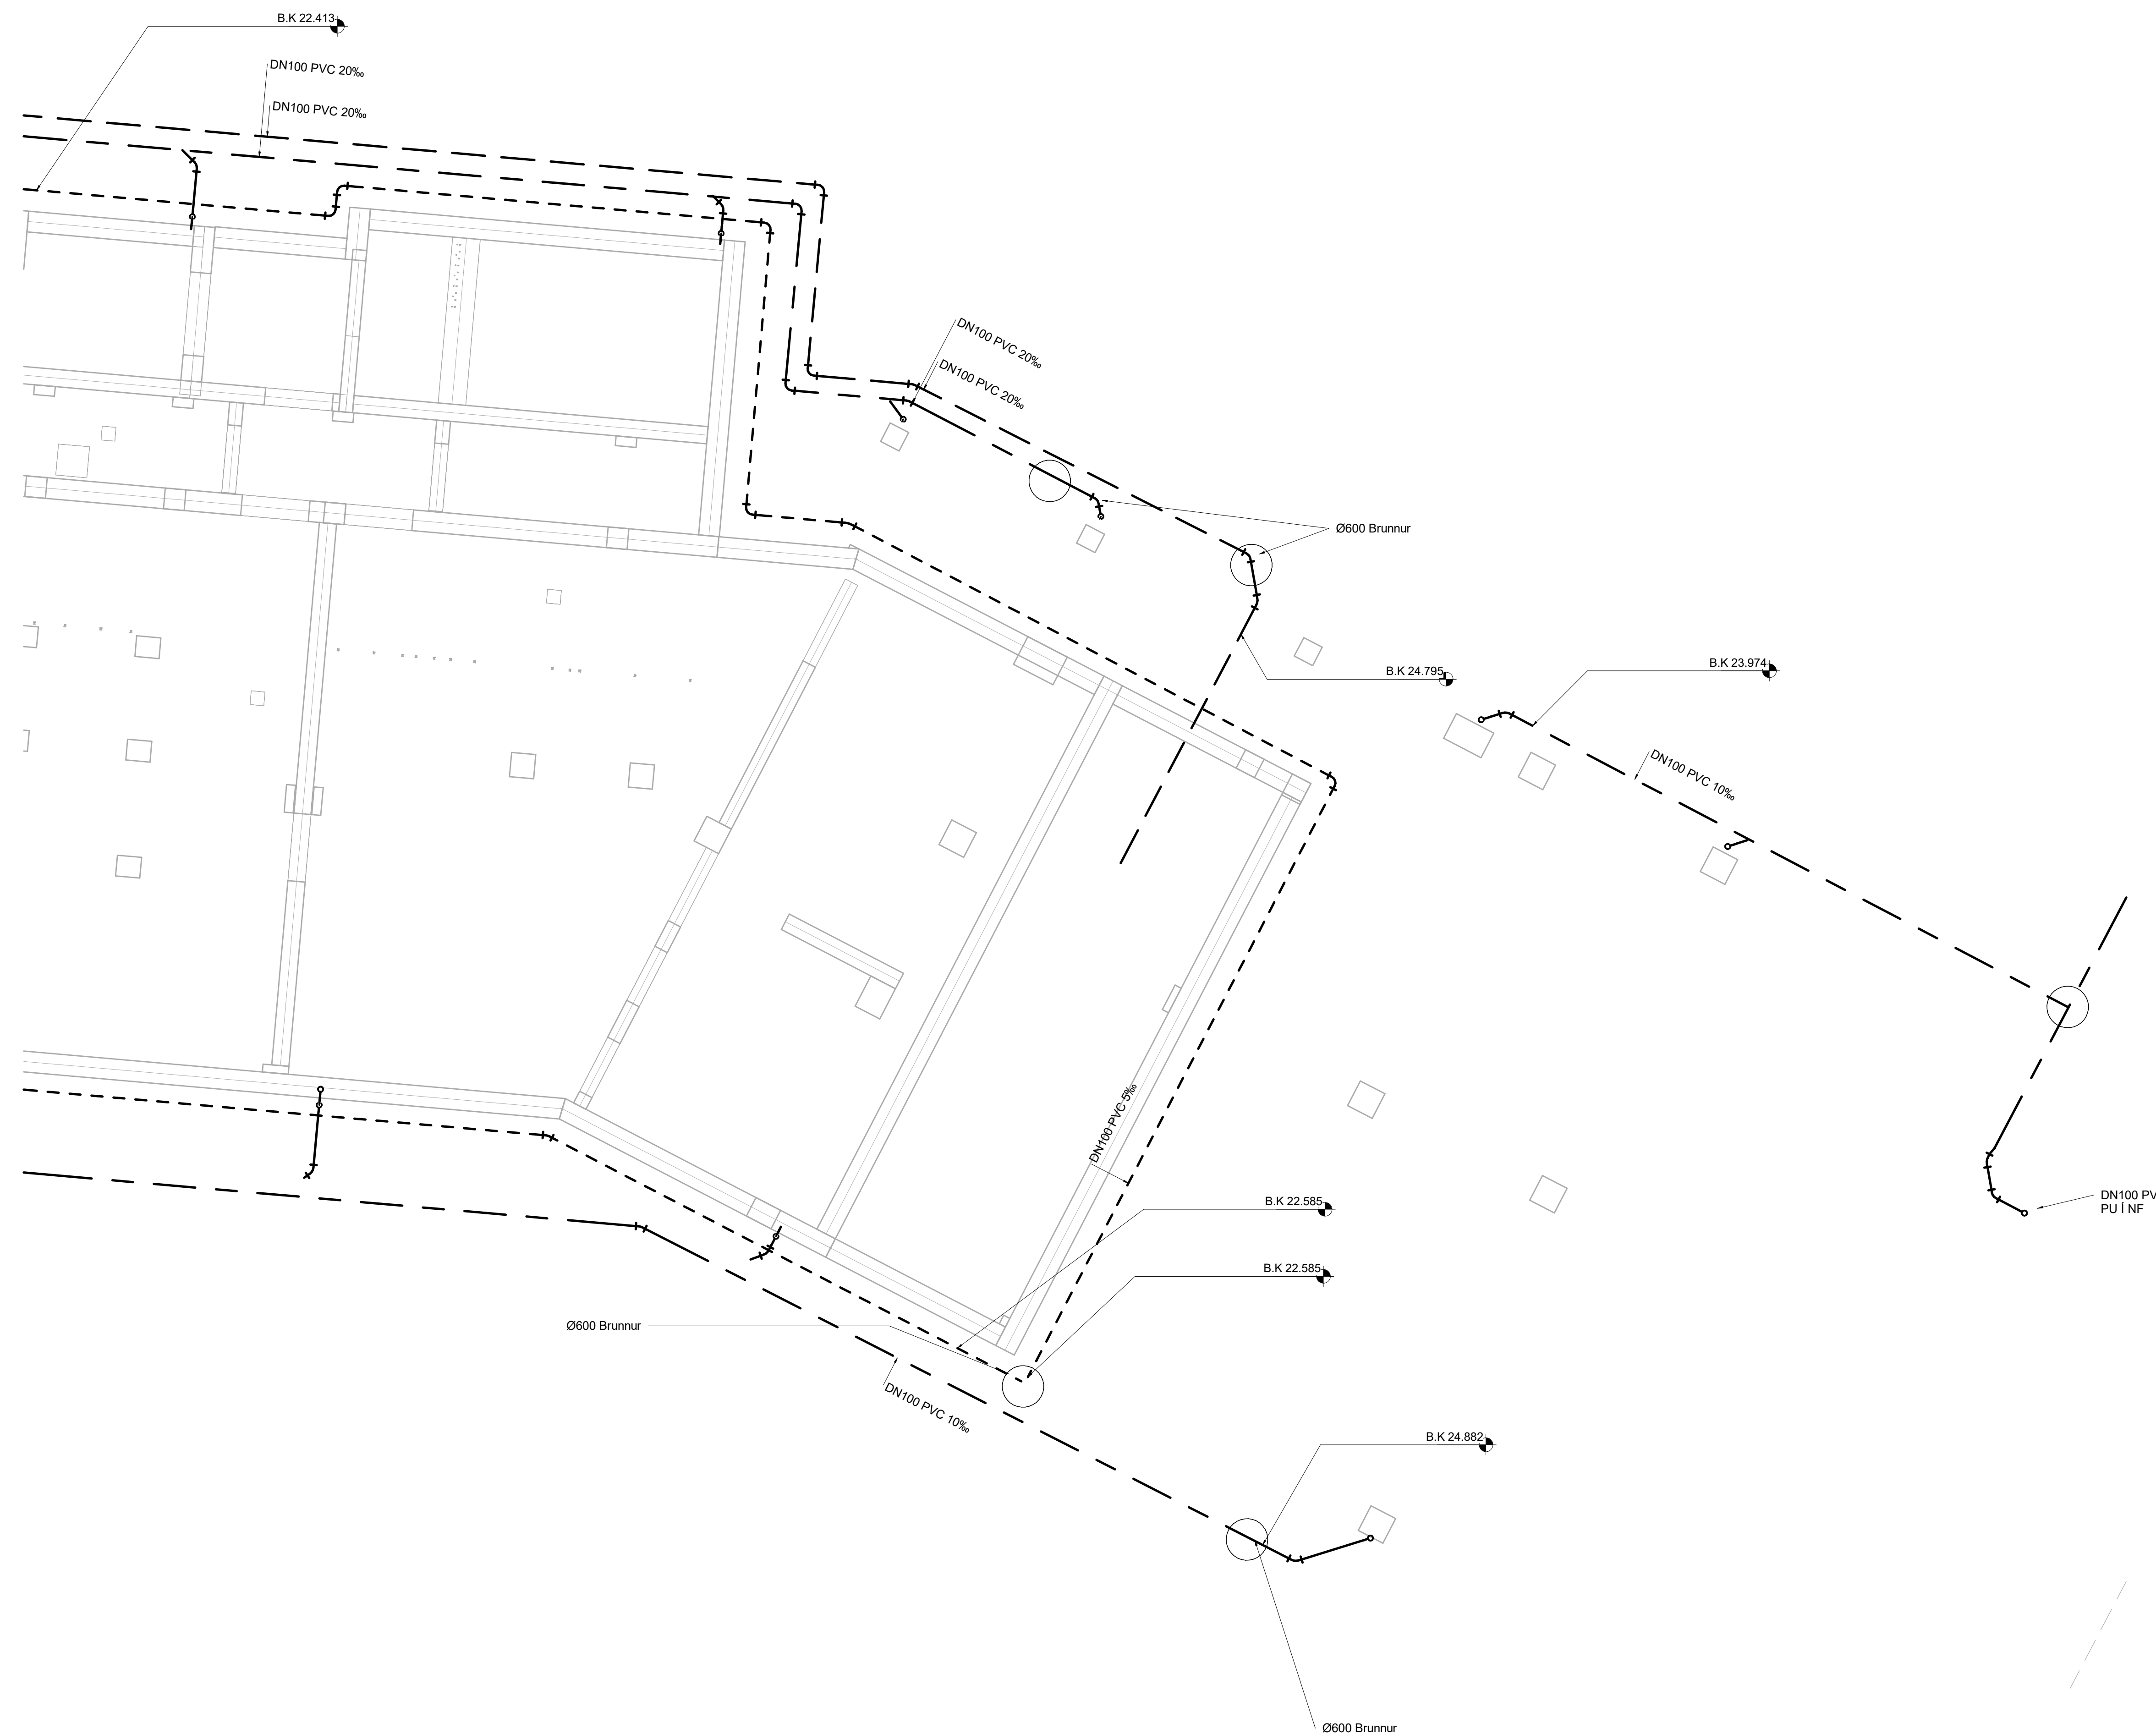 B.K 22.413
DN100 PVC 20‰
DN100 PVC 20‰
DN100 PVC 20‰
DN100 PVC 20‰
Ø600 Brunnur
B.K 24.795
B.K 23.974
DN100 PVC 10‰
DN100 PVC 5‰
DN100 PV
PU Í NF
B.K 22.585
B.K 22.585
Ø600 Brunnur
DN100 PVC 10‰
B.K 24.882
Ø600 Brunnur